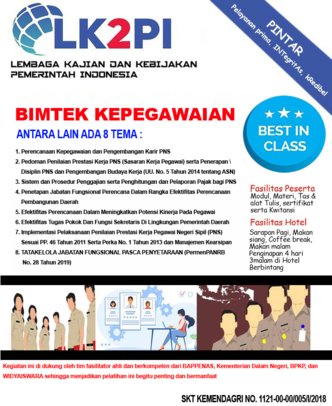 LK2PI
LEMBAGA KAJIAN DAN KEBIJAKAN
PEMERINTAH INDONESIA
PINTAR
Pelayanan prima, INTegritAs, kRedibel
BIMTEK KEPEGAWAIAN
ANTARA LAIN ADA 8 TEMA :
BEST IN
CLASS
1. Perencanaan Kepegawaian dan Pengembangan Karir PNS
2. Pedoman Penilaian Prestasi Kerja PNS (Sasaran Kerja Pegawai) serta Penerapan \
Disiplin PNS dan Pengembangan Budaya Kerja (UU. No. 5 Tahun 2014 tentang ASN)
3. Sistem dan Prosedur Penggajian serta Penghitungan dan Pelaporan Pajak bagi PNS
4. Penetapan Jabatan Fungsional Perencana Dalam Rangka Efektifitas Perencanaan
Pembangunan Daerah
5. Efektifitas Perencanaan Dalam Meningkatkan Potensi Kinerja Pada Pegawai
6. Efektifitas Tugas Pokok Dan Fungsi Sekretaris Di Lingkungan Pemerintah Daerah
7. Implementasi Pelaksanaan Penilaian Prestasi Kerja Pegawai Negeri Sipil (PNS)
Sesuai PP. 46 Tahun 2011 Serta Perka No. 1 Tahun 2013 dan Manajemen Kearsipan
8. TATAKELOLA JABATAN FUNGSIONAL PASCA PENYETARAAN (PermenPANRB
No. 28 Tahun 2019)
Fasilitas Peserta
Modul, Materi, Tas &
alat Tulis, sertifikat
serta Kwitansi
Fasilitas Hotel
Sarapan Pagi, Makan
siang, Coffee break,
Makan malam
Penginapan 4 hari
3malam di Hotel
Berbintang
Kegiatan ini di dukung oleh tim fasilitator ahli dan berkompeten dari BAPPENAS, Kementerian Dalam Negeri, BPKP, dan
WIDYAISWARA sehingga menjadikan pelatihan ini begitu penting dan bermanfaat
SKT KEMENDAGRI NO. 1121-00-00/005/I/2018